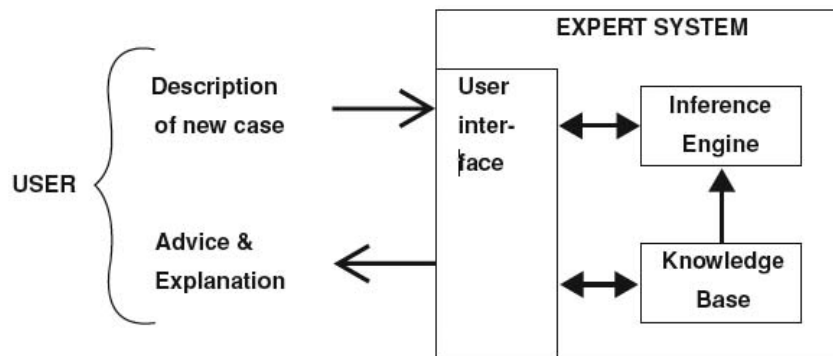 EXPERT SYSTEM
USER
Description
of new case
Advice &
Explanation
User
inter-
face
Inference
Engine
Knowledge
Base